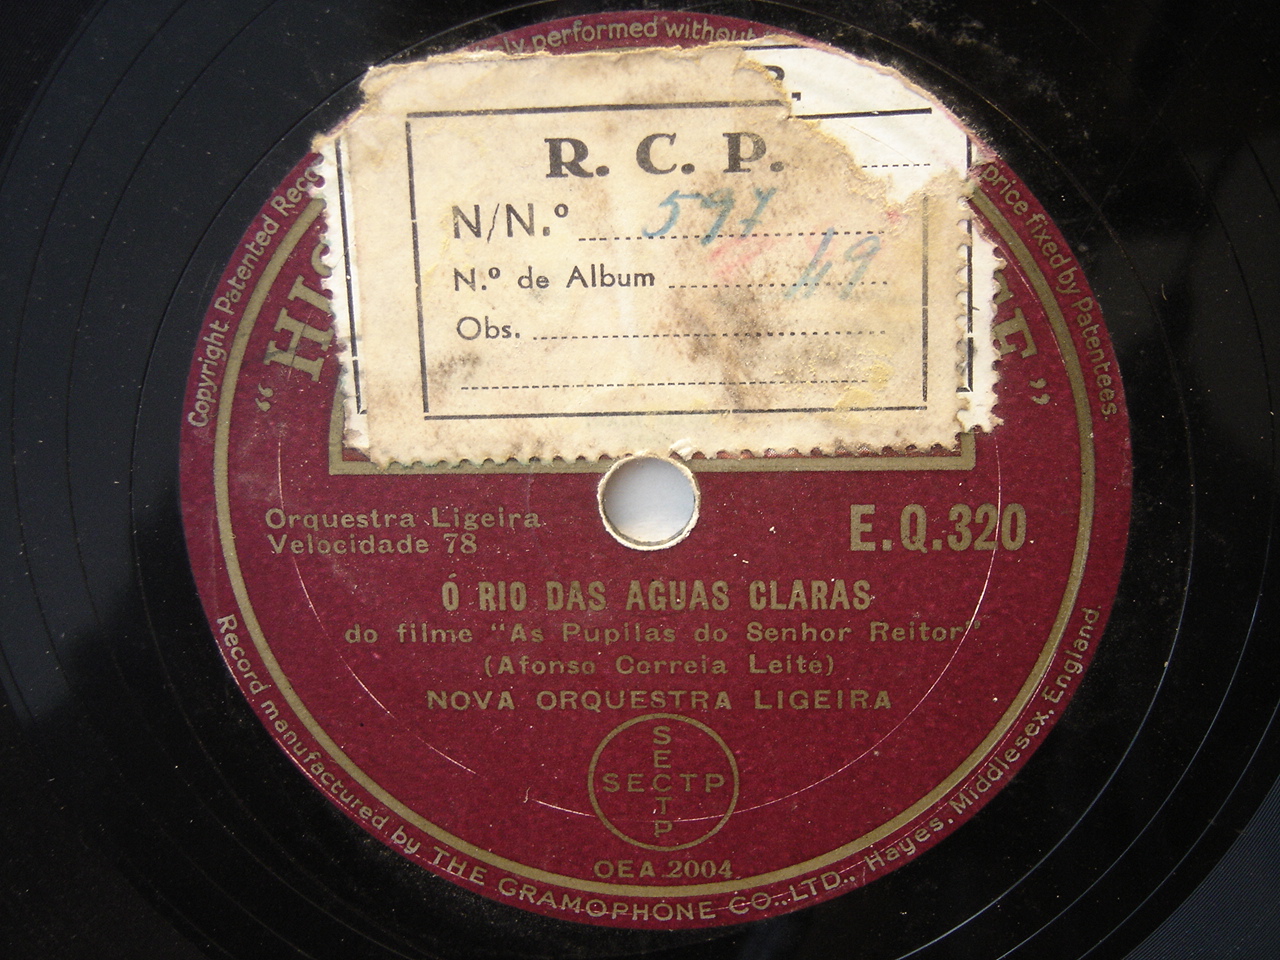 performed without
R. C. P.
N/N.º 597
N.º de Album 49
Obs.
Copyright. Patented
price fixed by Patentees.
Orquestra Ligeira
Velocidade 78
E.Q.320
Ó RIO DAS AGUAS CLARAS
do filme "As Pupilas do Senhor Reitor"
(Afonso Correia Leite)
NOVA ORQUESTRA LIGEIRA
SECTP
SECTP
OEA.2004.
Record manufactured by THE GRAMOPHONE CO., LTD., Hayes. Middlesex, England.